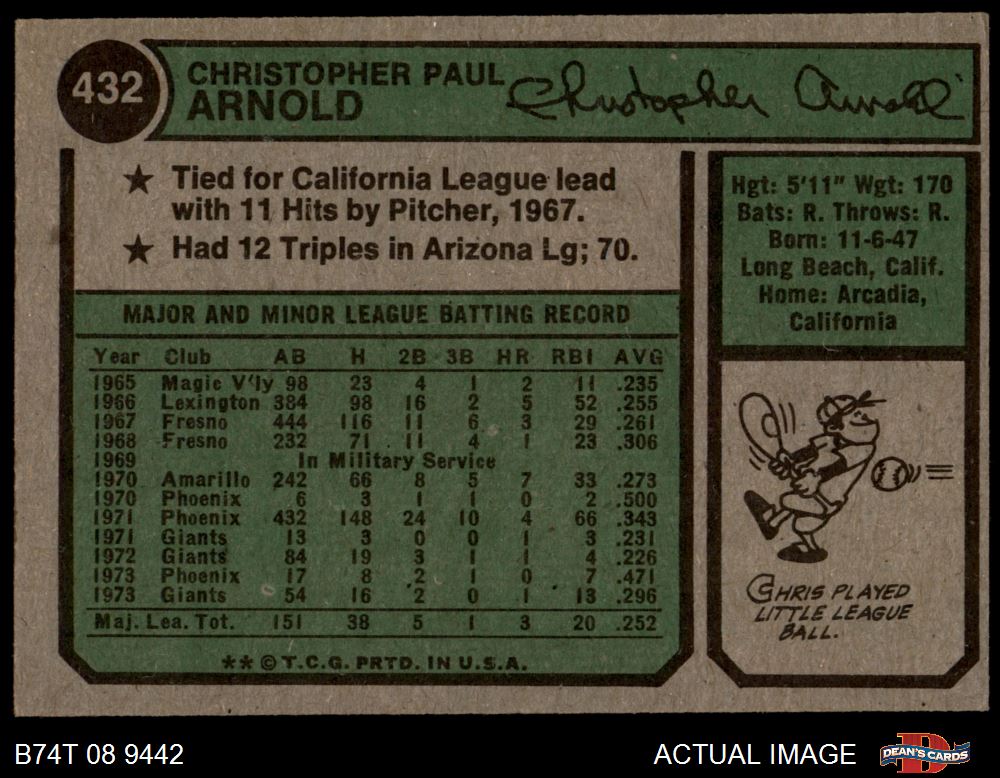 432
CHRISTOPHER PAUL
ARNOLD
Christopher Arnold
★ Tied for California League lead
with 11 Hits by Pitcher, 1967.
★ Had 12 Triples in Arizona Lg; 70.
Hgt: 5'11" Wgt: 170
Bats: R. Throws: R.
Born: 11-6-47
Long Beach, Calif.
Home: Arcadia,
California
MAJOR AND MINOR LEAGUE BATTING RECORD
Year Club AB H 2B 3B HR RBI AVG
1965 Magic V'ly 98 23 4 1 2 11 .235
1966 Lexington 384 98 16 2 5 52 .255
1967 Fresno 444 116 11 6 3 29 .261
1968 Fresno 232 71 11 4 1 23 .306
1969 In Military Service
1970 Amarillo 242 66 8 5 7 33 .273
1970 Phoenix 6 3 1 1 0 2 .500
1971 Phoenix 432 148 24 10 4 66 .343
1971 Giants 13 3 0 0 1 3 .231
1972 Giants 84 19 3 1 1 4 .226
1973 Phoenix 17 8 2 1 0 7 .471
1973 Giants 54 16 2 0 1 13 .296
Maj. Lea. Tot. 151 38 5 1 3 20 .252
** © T.C.G. PRTD. IN U.S.A.
CHRIS PLAYED
LITTLE LEAGUE
BALL.
B74T 08 9442
ACTUAL IMAGE
DEAN'S CARDS